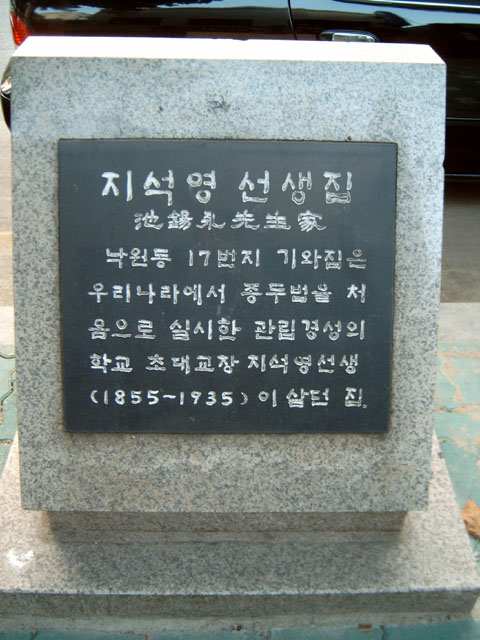 지석영 선생집
池錫永先生家
낙원동 17번지 기와집은
우리나라에서 종두법을 처
음으로 실시한 관립경성의
학교 초대교장 지석영선생
(1855~1935) 이 살던 집.